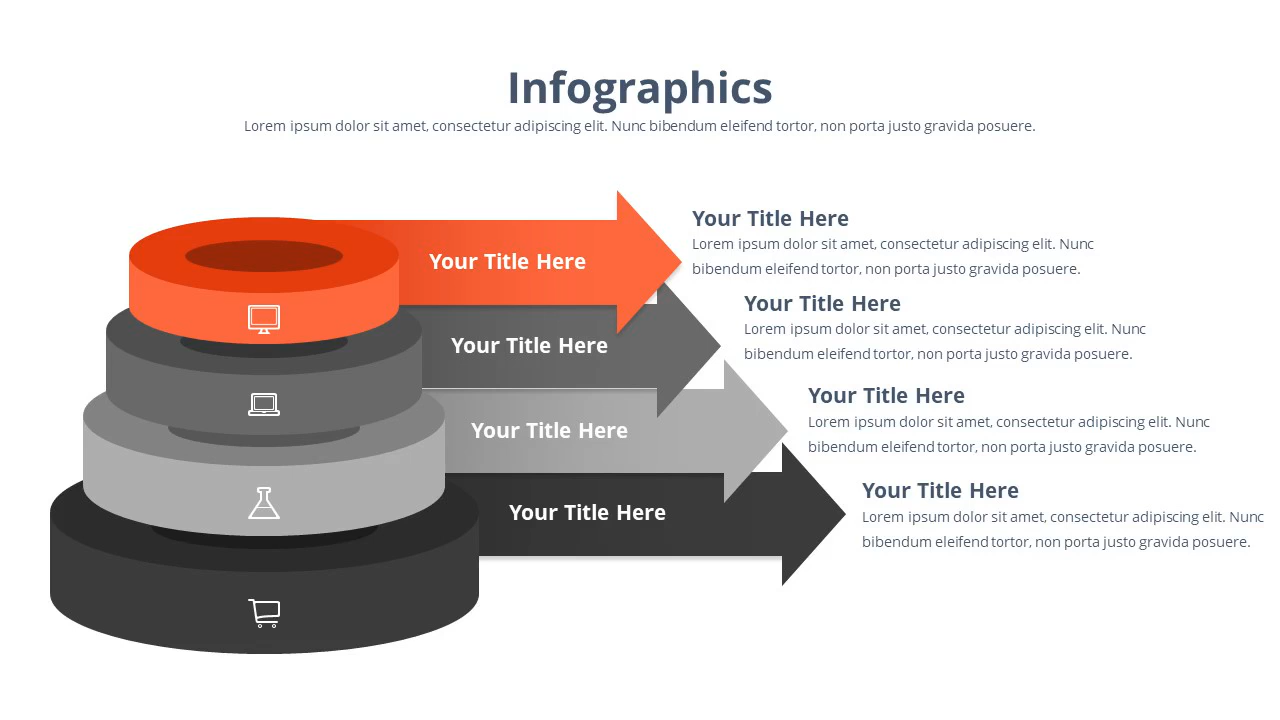 Infographics
Lorem ipsum dolor sit amet, consectetur adipiscing elit. Nunc bibendum eleifend tortor, non porta justo gravida posuere.
Your Title Here
Your Title Here
Lorem ipsum dolor sit amet, consectetur adipiscing elit. Nunc
bibendum eleifend tortor, non porta justo gravida posuere.
Your Title Here
Your Title Here
Lorem ipsum dolor sit amet, consectetur adipiscing elit. Nunc
bibendum eleifend tortor, non porta justo gravida posuere.
Your Title Here
Your Title Here
Lorem ipsum dolor sit amet, consectetur adipiscing elit. Nunc
bibendum eleifend tortor, non porta justo gravida posuere.
Your Title Here
Your Title Here
Lorem ipsum dolor sit amet, consectetur adipiscing elit. Nunc
bibendum eleifend tortor, non porta justo gravida posuere.